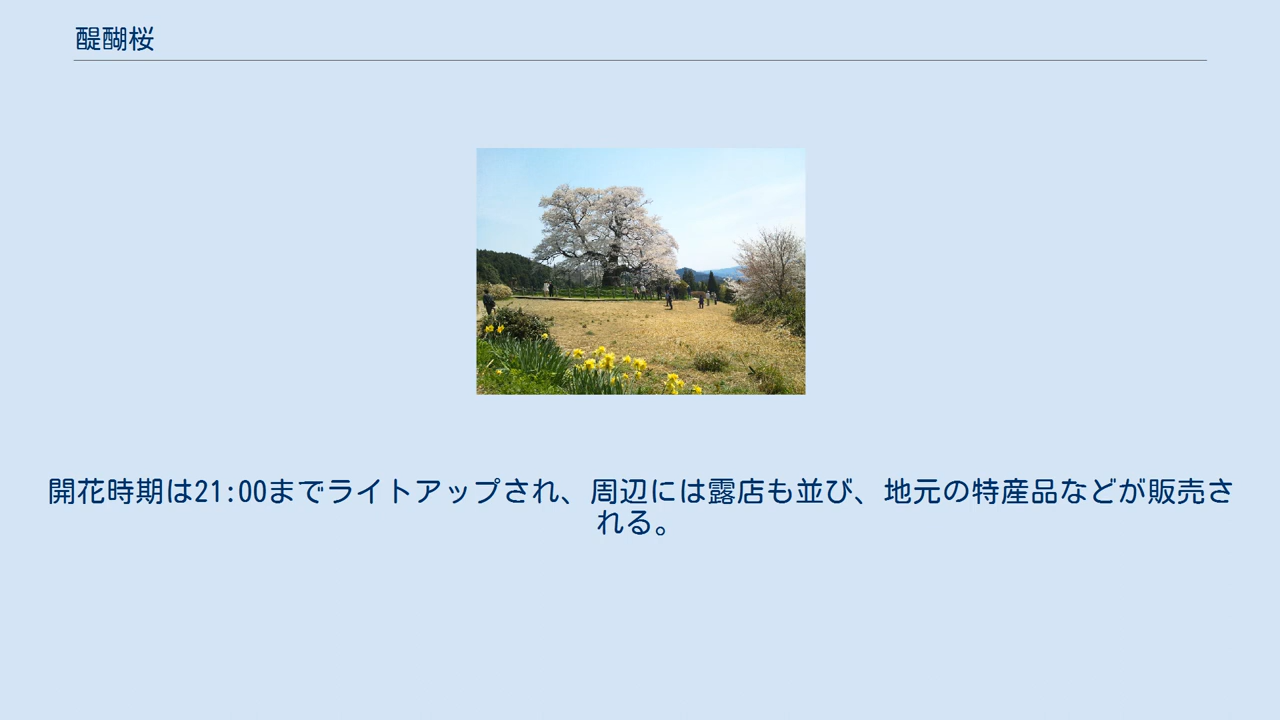 醍醐桜
開花時期は21:00までライトアップされ、周辺には露店も並び、地元の特産品などが販売さ
れる。